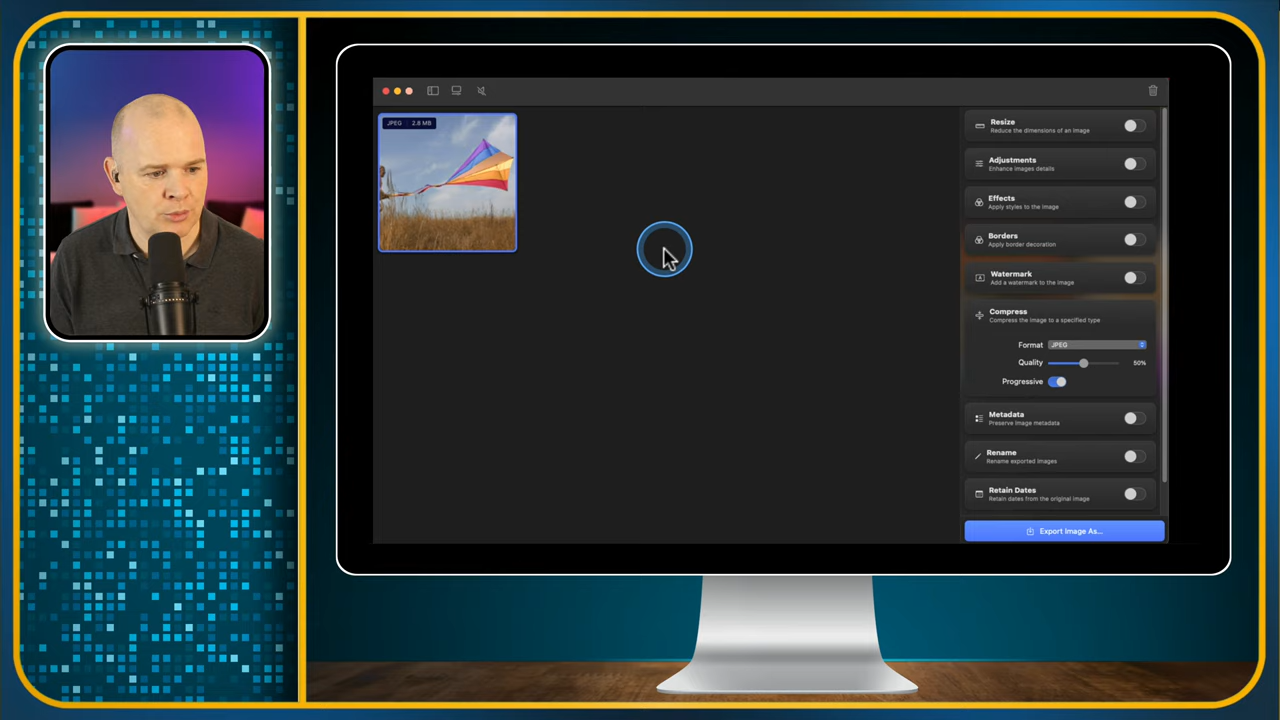 JPEG 2.8 MB
Resize
Reduce the dimensions of an image
Adjustments
Enhance images details
Effects
Apply styles to the image
Borders
Apply border decoration
Watermark
Add a watermark to the image
Compress
Compress the image to a specified type
Format JPEG
Quality 50%
Progressive
Metadata
Preserve image metadata
Rename
Rename exported images
Retain Dates
Retain dates from the original image
Export Image As...